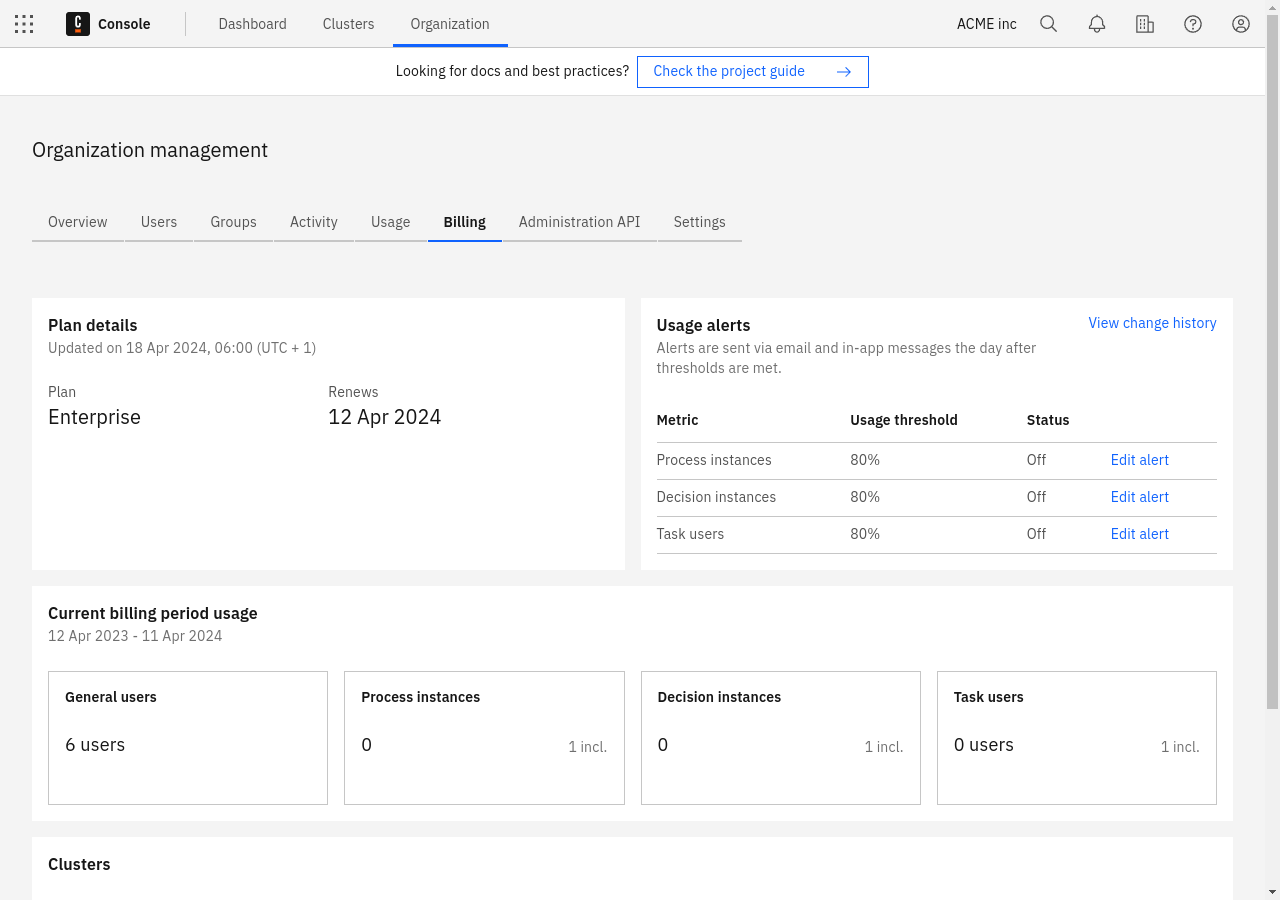 Console
Dashboard
Clusters
Organization
ACME inc
Looking for docs and best practices?
Check the project guide
Organization management
Overview
Users
Groups
Activity
Usage
Billing
Administration API
Settings
Plan details
Updated on 18 Apr 2024, 06:00 (UTC + 1)
Plan
Enterprise
Renews
12 Apr 2024
Usage alerts
View change history
Alerts are sent via email and in-app messages the day after
thresholds are met.
Metric Usage threshold Status
Process instances 80% Off Edit alert
Decision instances 80% Off Edit alert
Task users 80% Off Edit alert
Current billing period usage
12 Apr 2023 - 11 Apr 2024
General users
6 users
Process instances
0 1 incl.
Decision instances
0 1 incl.
Task users
0 users 1 incl.
Clusters